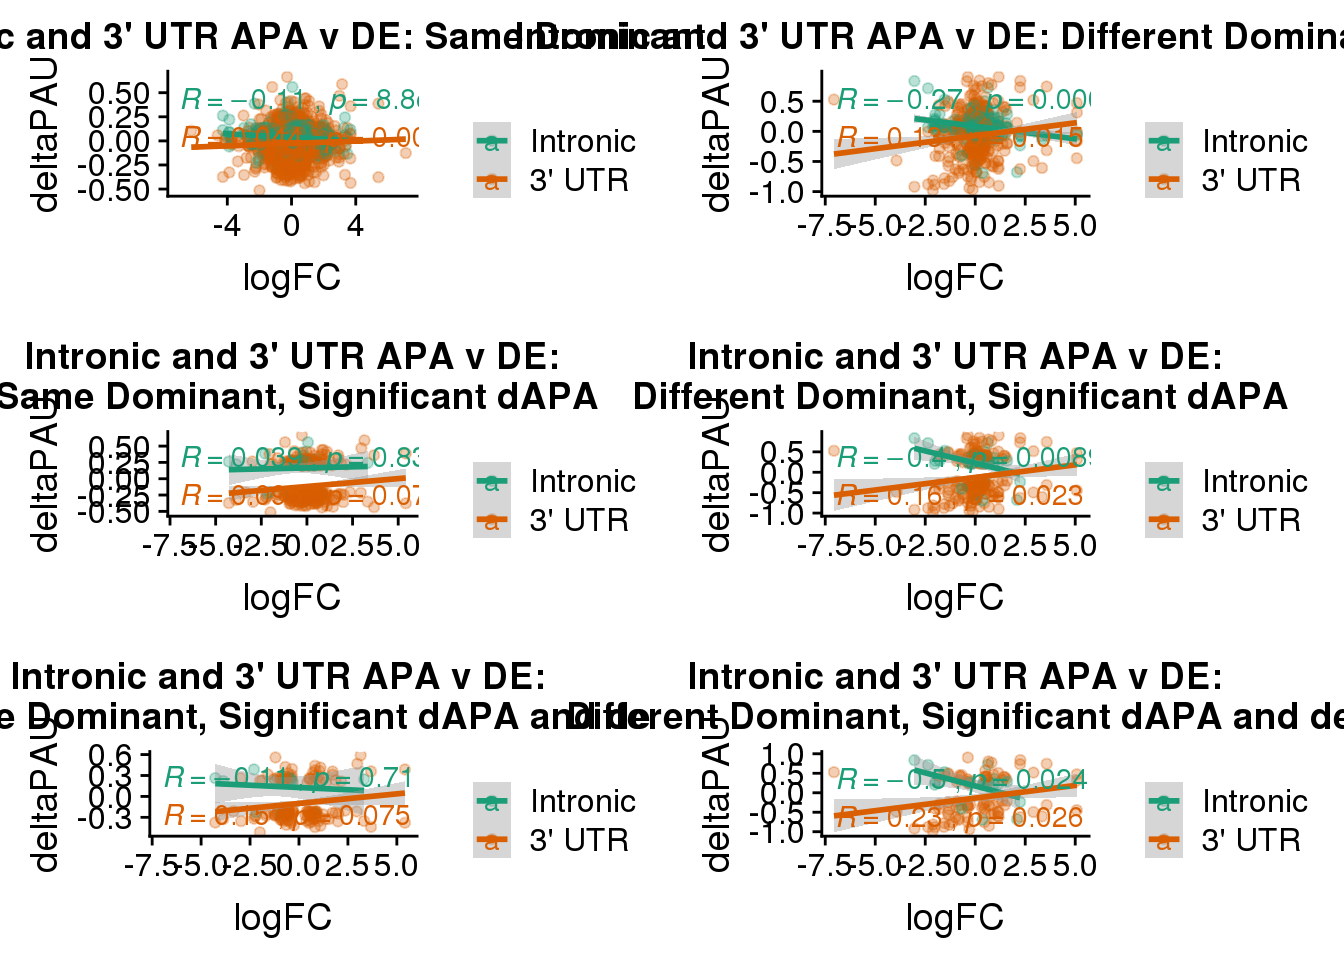 c and 3' UTR APA v DE: Same Dominant
deltaPAU
0.50
0.25
0.00
-0.25
-0.50
R = −0.11, p = 8.8
R = 0.00
-4 0 4
logFC
a Intronic
a 3' UTR
Intronic and 3' UTR APA v DE: Different Domina
deltaPAU
0.5
0.0
-0.5
-1.0
R = −0.27, p = 0.00
R = 0.13 0.015
-7.5 -5.0 -2.5 0.0 2.5 5.0
logFC
a Intronic
a 3' UTR
Intronic and 3' UTR APA v DE:
Same Dominant, Significant dAPA
deltaPAU
0.50
0.25
0.00
-0.25
-0.50
R = 0.039, p = 0.83
R = 0.0 = 0.07
-7.5 -5.0 -2.5 0.0 2.5 5.0
logFC
a Intronic
a 3' UTR
Intronic and 3' UTR APA v DE:
Different Dominant, Significant dAPA
deltaPAU
0.5
0.0
-0.5
-1.0
R = −0.4, p = 0.008
R = 0.16, p = 0.023
-7.5 -5.0 -2.5 0.0 2.5 5.0
logFC
a Intronic
a 3' UTR
Intronic and 3' UTR APA v DE:
e Dominant, Significant dAPA and de
deltaPAU
0.6
0.3
0.0
-0.3
R = −0.11, p = 0.71
R = 0.15, p = 0.075
-7.5 -5.0 -2.5 0.0 2.5 5.0
logFC
a Intronic
a 3' UTR
Intronic and 3' UTR APA v DE:
Different Dominant, Significant dAPA and de
deltaPAU
1.0
0.5
0.0
-0.5
-1.0
R = −0.5, p = 0.024
R = 0.23, p = 0.026
-7.5 -5.0 -2.5 0.0 2.5 5.0
logFC
a Intronic
a 3' UTR